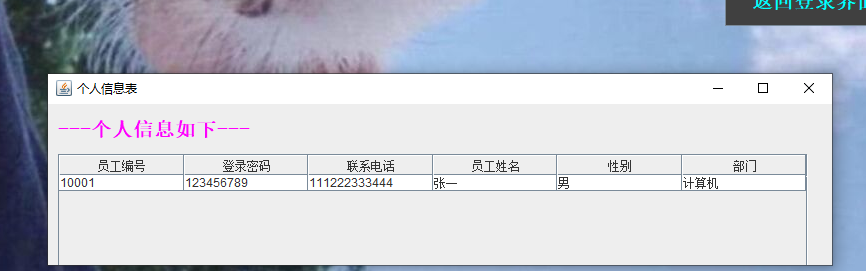 返回登录界面
个人信息表
---个人信息如下---
员工编号 登录密码 联系电话 员工姓名 性别 部门
10001 123456789 111222333444 张一 男 计算机